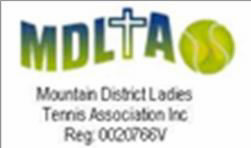 MDLTA
Mountain District Ladies
Tennis Association Inc
Reg: 0020766V